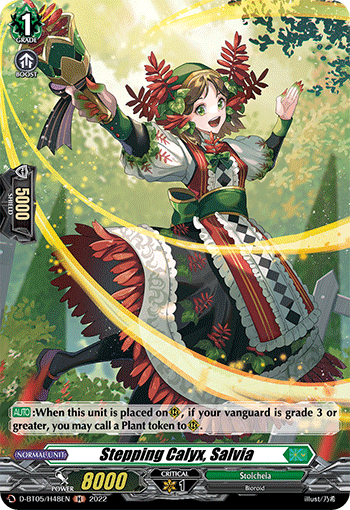 1
GRADE
BOOST
5000
SHIELD
AUTO :When this unit is placed on R, if your vanguard is grade 3 or
greater, you may call a Plant token to R.
NORMAL UNIT
Stepping Calyx, Salvia
POWER 8000
CRITICAL
1
Stoicheia
Bioroid
D-BT05/H48EN H 2022
illust/乃希